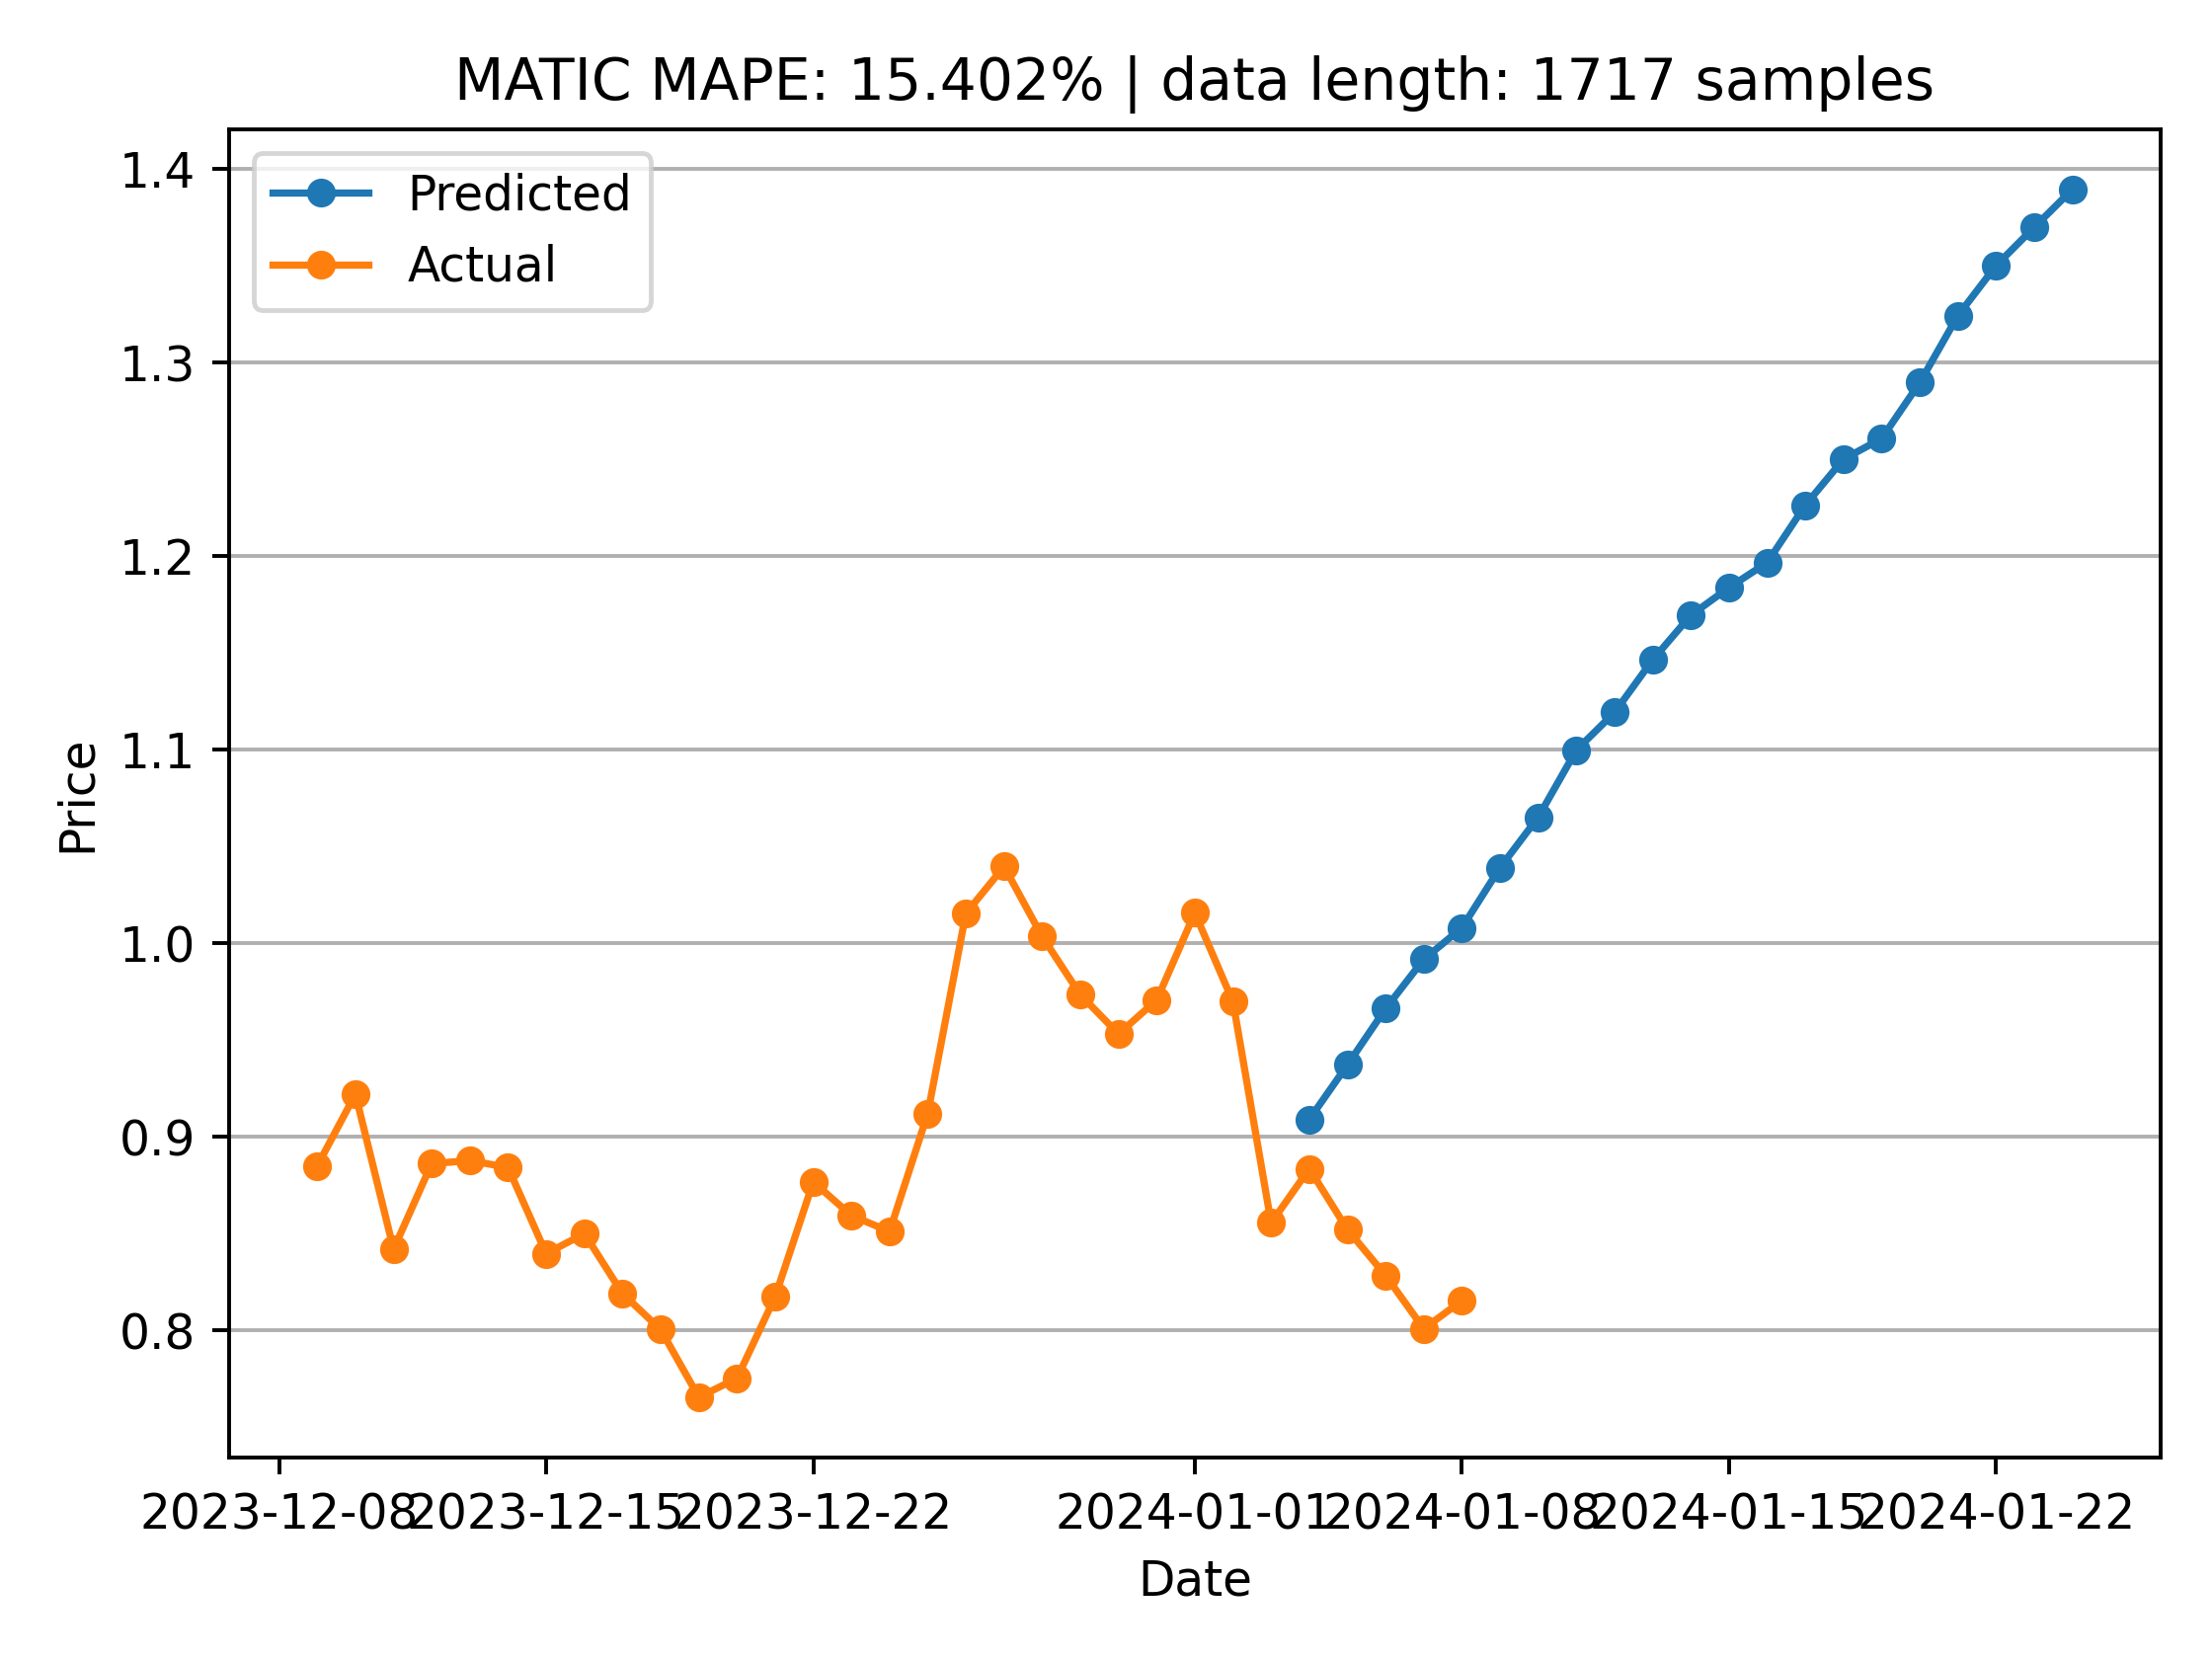 MATIC MAPE: 15.402% | data length: 1717 samples
Predicted
Actual
1.4
1.3
1.2
1.1
1.0
0.9
0.8
Price
2023-12-08 2023-12-15 2023-12-22 2024-01-01 2024-01-08 2024-01-15 2024-01-22
Date